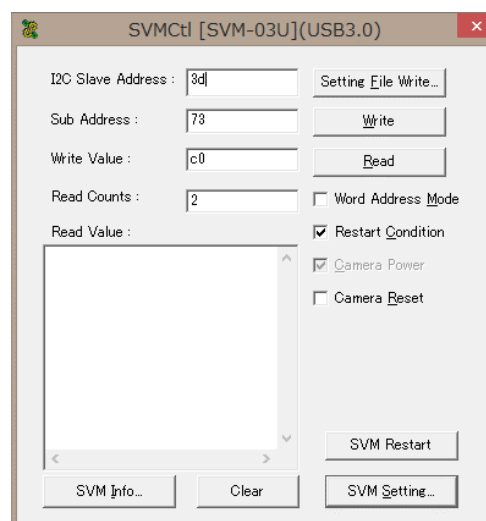 SVMCtl [SVM-03U](USB3.0)
I2C Slave Address : 3d Setting File Write...
Sub Address : 73 Write
Write Value : c0 Read
Read Counts : 2 Word Address Mode
Read Value : Restart Condition
Camera Power
Camera Reset
SVM Restart
SVM Info... Clear SVM Setting...